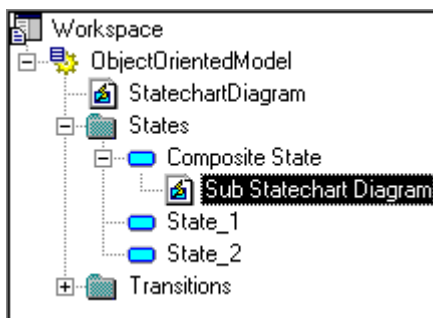 Workspace
ObjectOrientedModel
StatechartDiagram
States
Composite State
Sub Statechart Diagram
State_1
State_2
Transitions